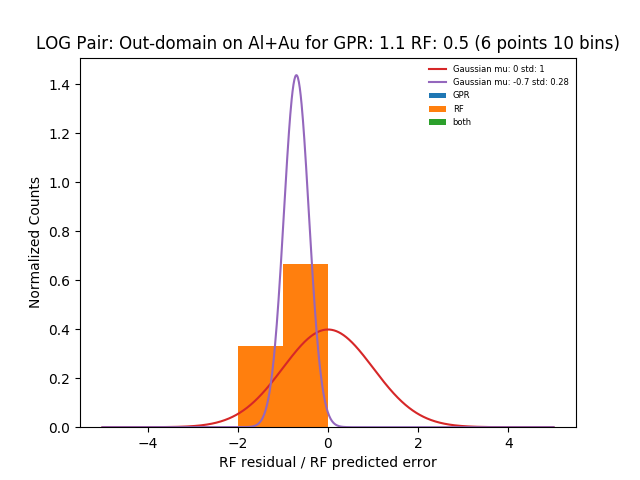 LOG Pair: Out-domain on Al+Au for GPR: 1.1 RF: 0.5 (6 points 10 bins)
Gaussian mu: 0 std: 1
Gaussian mu: -0.7 std: 0.28
GPR
RF
both
Normalized Counts
1.4
1.2
1.0
0.8
0.6
0.4
0.2
0.0
−4 −2 0 2 4
RF residual / RF predicted error